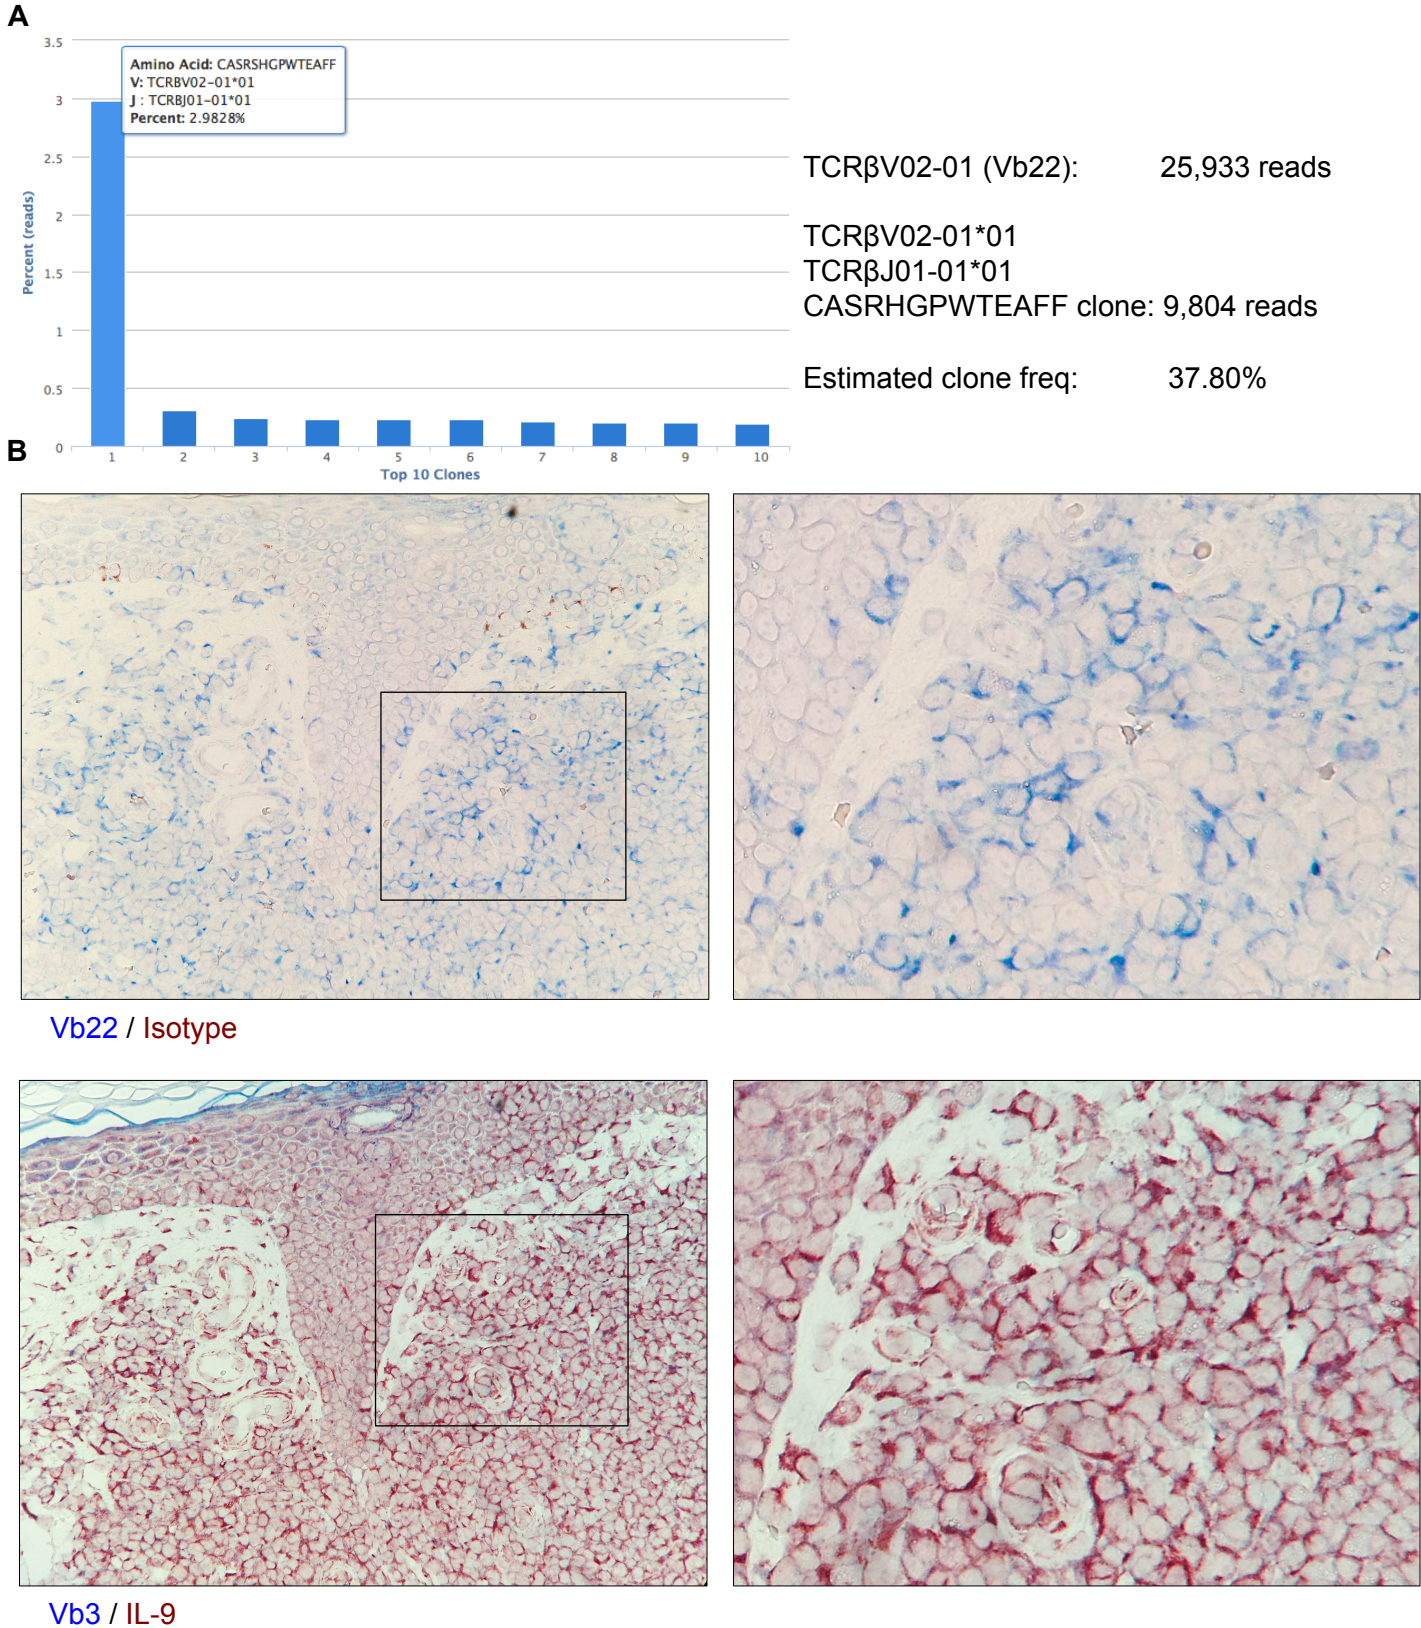 A
3.5
3
2.5
2
1.5
1
0.5
0
Percent (reads)
Amino Acid: CASRSHGPWTEAFF
V: TCRBV02-01*01
J : TCRBJ01-01*01
Percent: 2.9828%
1 2 3 4 5 6 7 8 9 10
Top 10 Clones
TCRβV02-01 (Vb22): 25,933 reads
TCRβV02-01*01
TCRβJ01-01*01
CASRHGPWTEAFF clone: 9,804 reads
Estimated clone freq: 37.80%
B
Vb22 / Isotype
Vb3 / IL-9